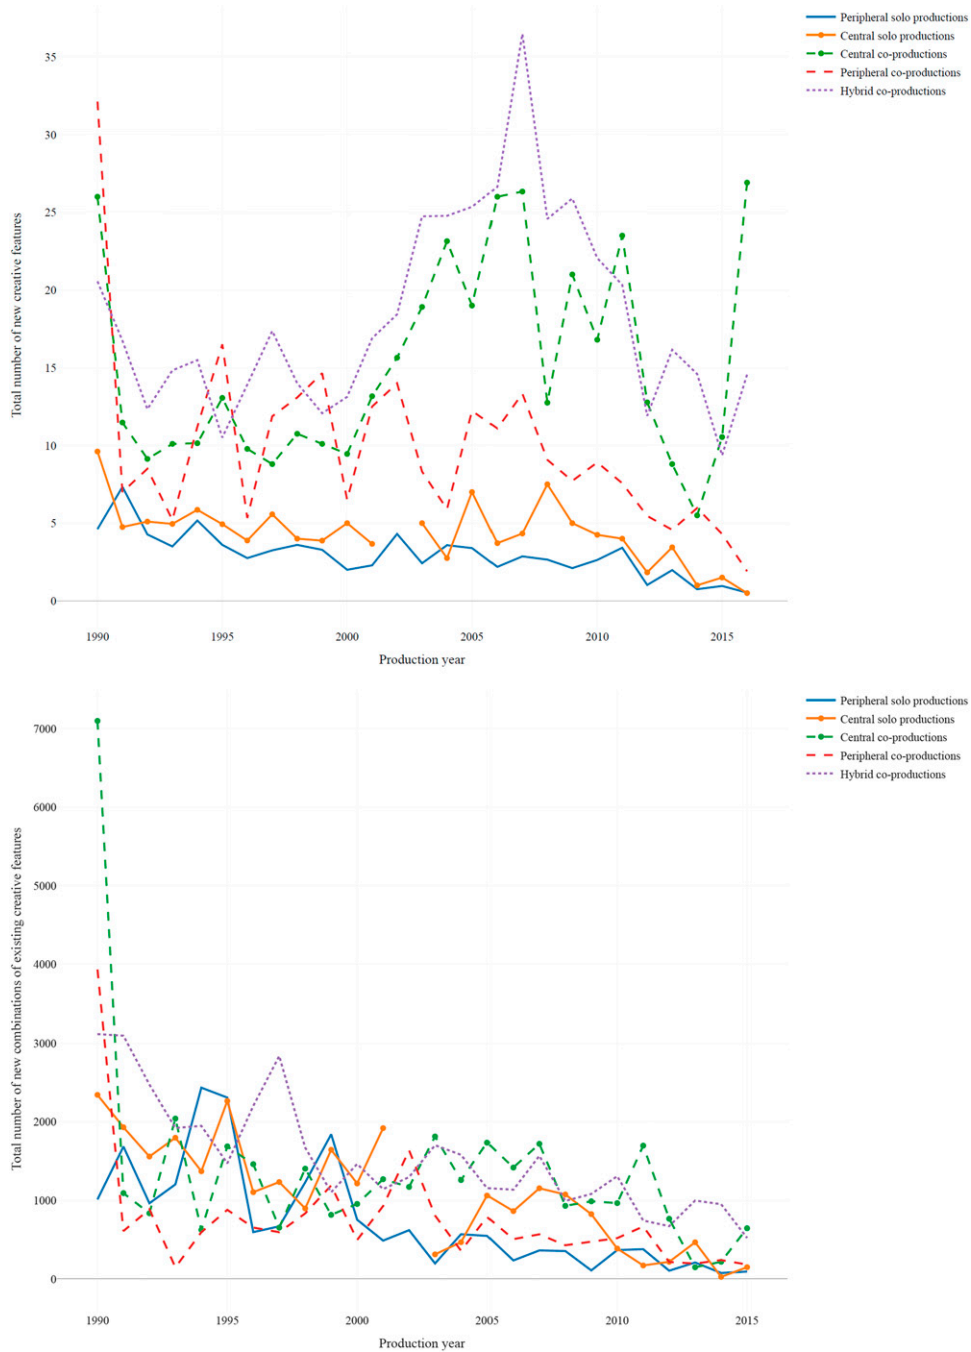 Peripheral solo productions
Central solo productions
Central co-productions
Peripheral co-productions
Hybrid co-productions
Total number of new creative features
35
30
25
20
15
10
5
0
1990 1995 2000 2005 2010 2015
Production year
Peripheral solo productions
Central solo productions
Central co-productions
Peripheral co-productions
Hybrid co-productions
Total number of new combinations of existing creative features
7000
6000
5000
4000
3000
2000
1000
0
1990 1995 2000 2005 2010 2015
Production year